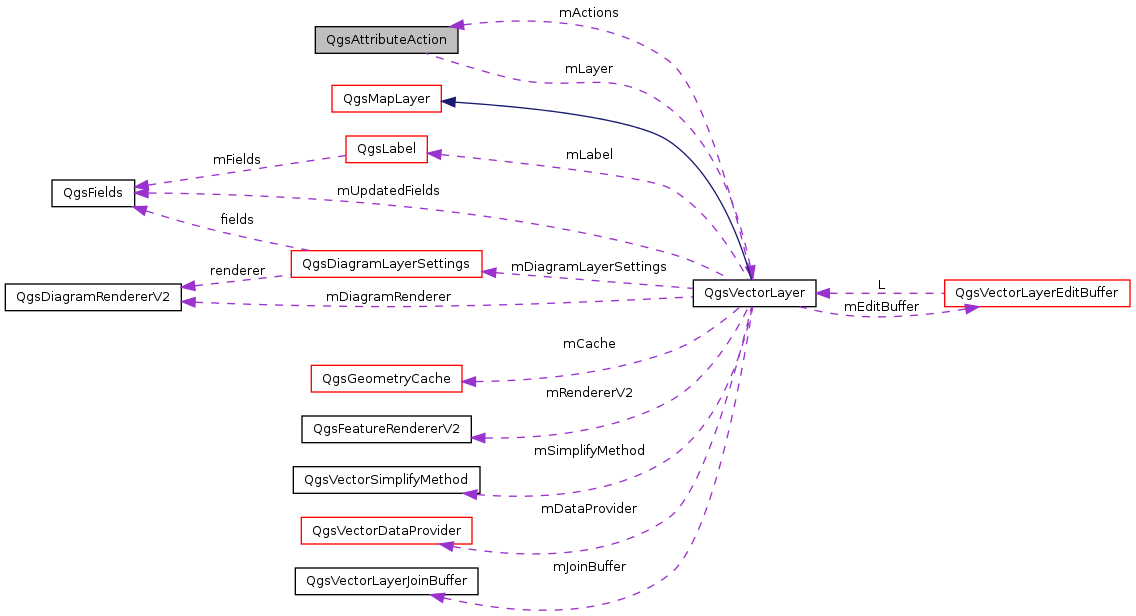 mActions
QgsAttributeAction
mLayer
QgsMapLayer
QgsLabel
mLabel
mFields
QgsFields
mUpdatedFields
fields
QgsDiagramLayerSettings
mDiagramLayerSettings
renderer
QgsDiagramRendererV2
mDiagramRenderer
QgsVectorLayer
L
mEditBuffer
QgsVectorLayerEditBuffer
mCache
QgsGeometryCache
mRendererV2
QgsFeatureRendererV2
mSimplifyMethod
QgsVectorSimplifyMethod
mDataProvider
QgsVectorDataProvider
mJoinBuffer
QgsVectorLayerJoinBuffer